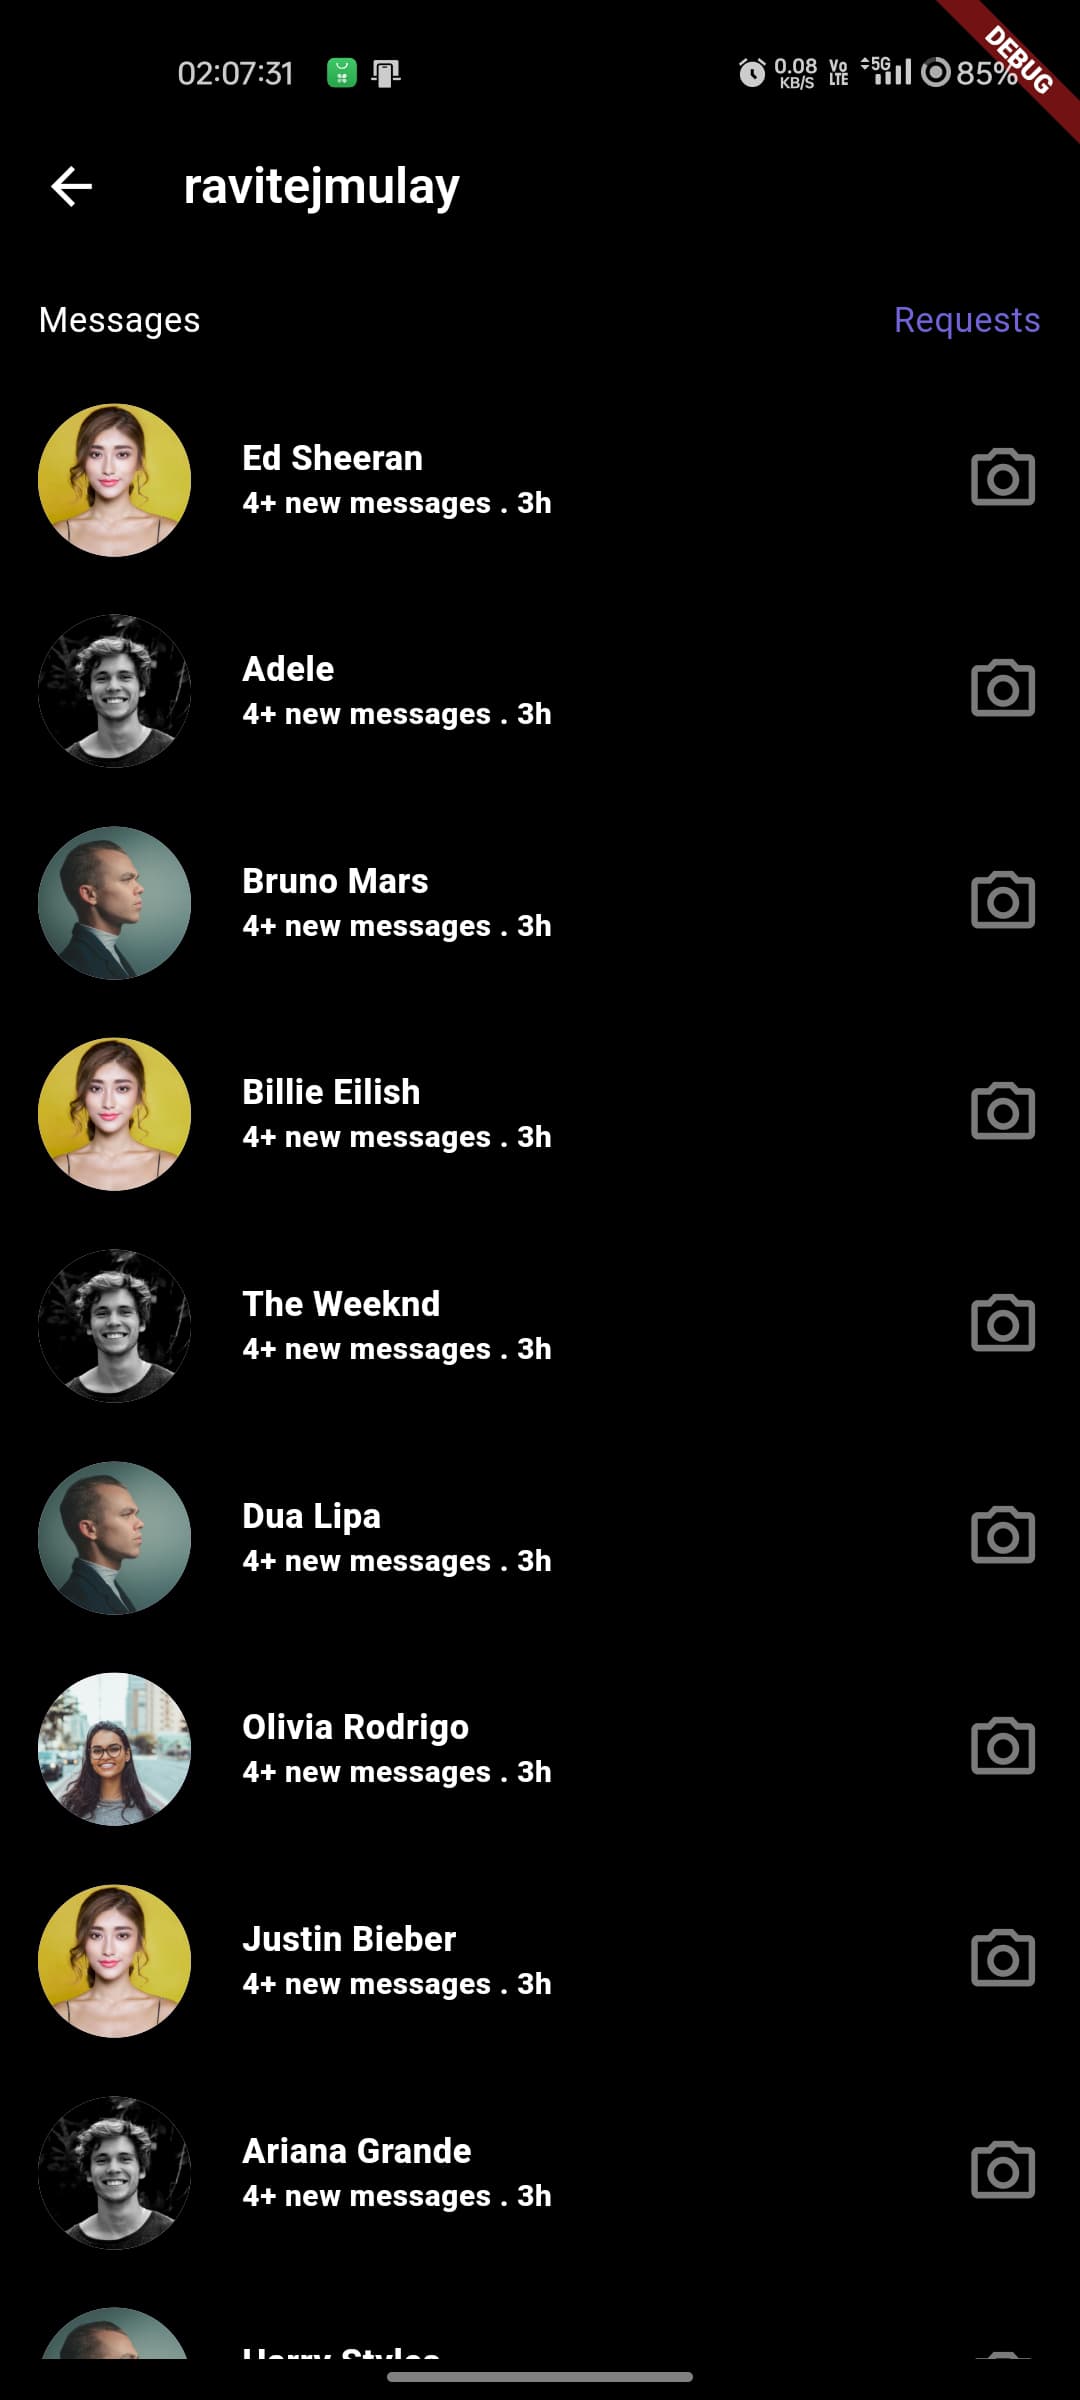 02:07:31
0.08 KB/S Vo LTE 5G 85%
DEBUG
ravitejmulay
Messages
Requests
Ed Sheeran
4+ new messages . 3h
Adele
4+ new messages . 3h
Bruno Mars
4+ new messages . 3h
Billie Eilish
4+ new messages . 3h
The Weeknd
4+ new messages . 3h
Dua Lipa
4+ new messages . 3h
Olivia Rodrigo
4+ new messages . 3h
Justin Bieber
4+ new messages . 3h
Ariana Grande
4+ new messages . 3h
Harry Styles